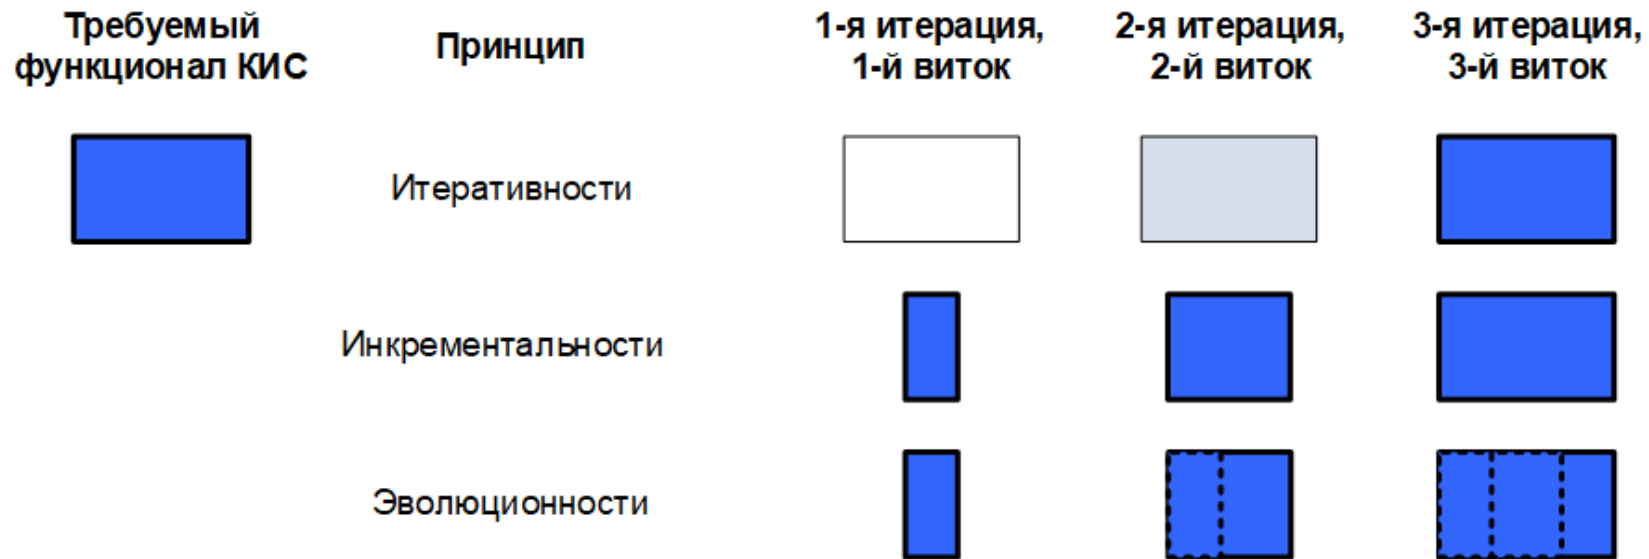 Требуемый
функционал КИС
Принцип
1-я итерация,
1-й виток
2-я итерация,
2-й виток
3-я итерация,
3-й виток
Итеративности
Инкрементальности
Эволюционности